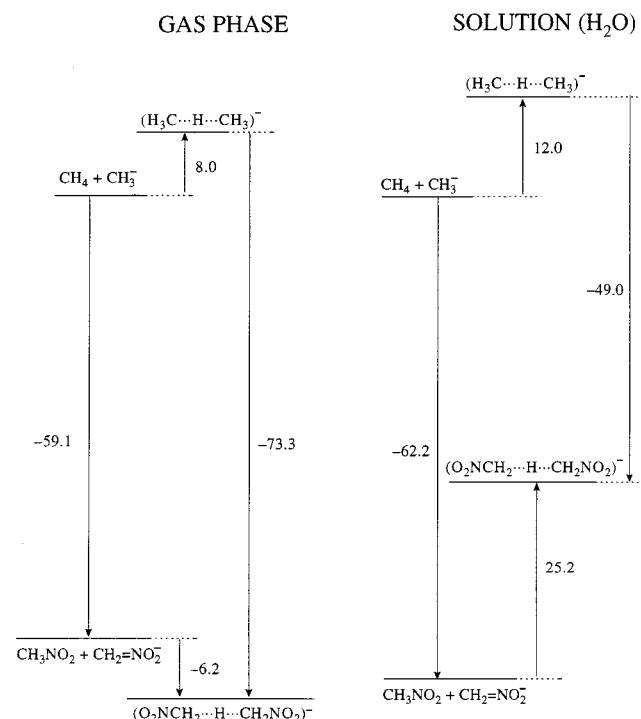 GAS PHASE
(H₃C···H···CH₃)⁻
8.0
CH₄ + CH₃⁻
−59.1
−73.3
CH₃NO₂ + CH₂=NO₂⁻
−6.2
(O₂NCH₂···H···CH₂NO₂)⁻
SOLUTION (H₂O)
(H₃C···H···CH₃)⁻
12.0
CH₄ + CH₃⁻
−49.0
−62.2
(O₂NCH₂···H···CH₂NO₂)⁻
25.2
CH₃NO₂ + CH₂=NO₂⁻